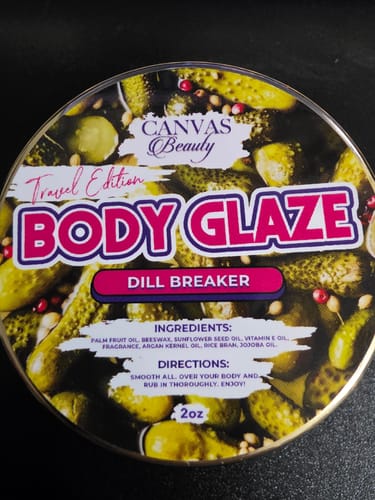 CANVAS
Beauty
Travel Edition
BODY GLAZE
DILL BREAKER
INGREDIENTS:
PALM FRUIT OIL, BEESWAX, SUNFLOWER SEED OIL, VITAMIN E OIL,
FRAGRANCE, ARGAN KERNEL OIL, RICE BRAN, JOJOBA OIL.
DIRECTIONS:
SMOOTH ALL. OVER YOUR BODY AND
RUB IN THOROUGHLY. ENJOY!
2oz